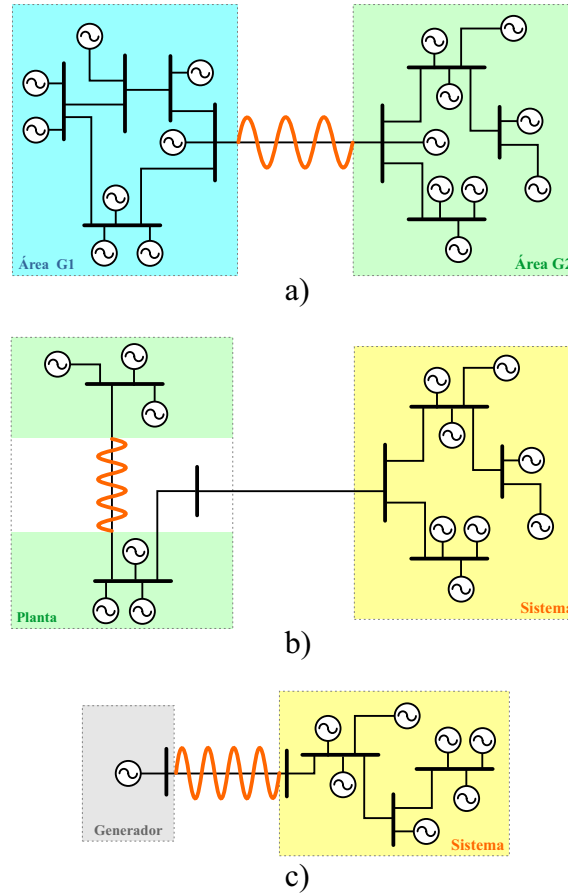 Área G1
Área G2
a)
Planta
Sistema
b)
Generador
Sistema
c)